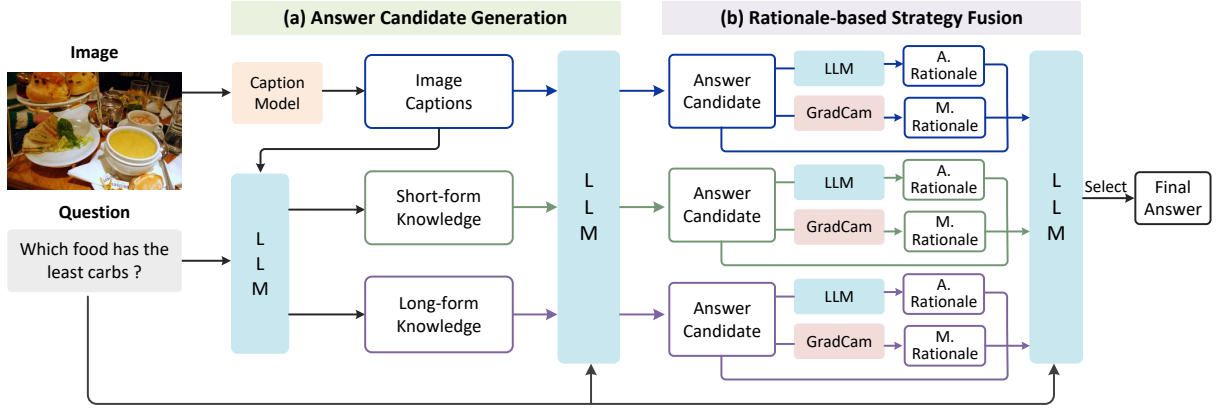 (a) Answer Candidate Generation
(b) Rationale-based Strategy Fusion
Image
Caption
Model
Image
Captions
Question
Which food has the
least carbs ?
L
L
M
Short-form
Knowledge
Long-form
Knowledge
L
L
M
Answer
Candidate
LLM
A.
Rationale
GradCam
M.
Rationale
Answer
Candidate
LLM
A.
Rationale
GradCam
M.
Rationale
Answer
Candidate
LLM
A.
Rationale
GradCam
M.
Rationale
L
L
M
Select
Final
Answer